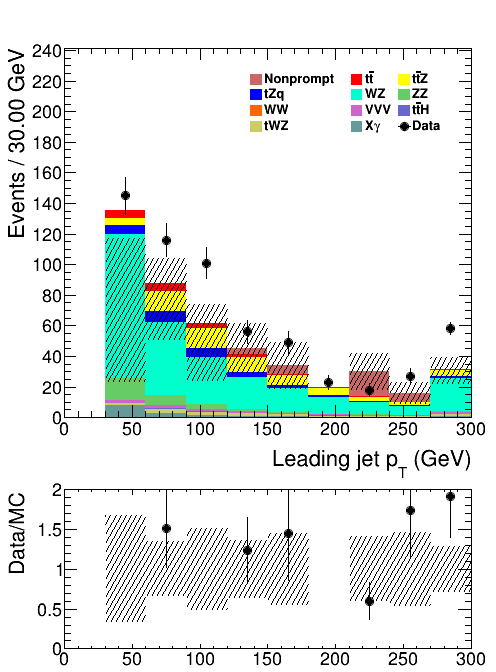 Events / 30.00 GeV
240
220
200
180
160
140
120
100
80
60
40
20
0
Nonprompt tt̄ tt̄Z
tZq WZ ZZ
WW VVV tt̄H
tWZ Xγ Data
0 50 100 150 200 250 300
Leading jet p_T (GeV)
Data/MC
2
1.5
1
0.5
0
0 50 100 150 200 250 300